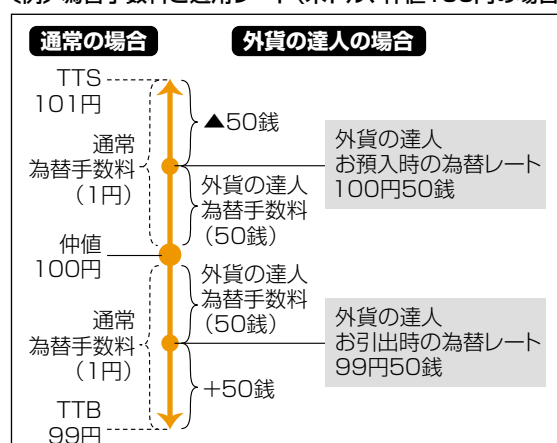 通常の場合
外貨の達人の場合
TTS
101円
▲50銭
通常
為替手数料
（1円）
外貨の達人
お預入時の為替レート
100円50銭
外貨の達人
為替手数料
（50銭）
仲値
100円
外貨の達人
為替手数料
（50銭）
通常
為替手数料
（1円）
外貨の達人
お引出時の為替レート
99円50銭
+50銭
TTB
99円